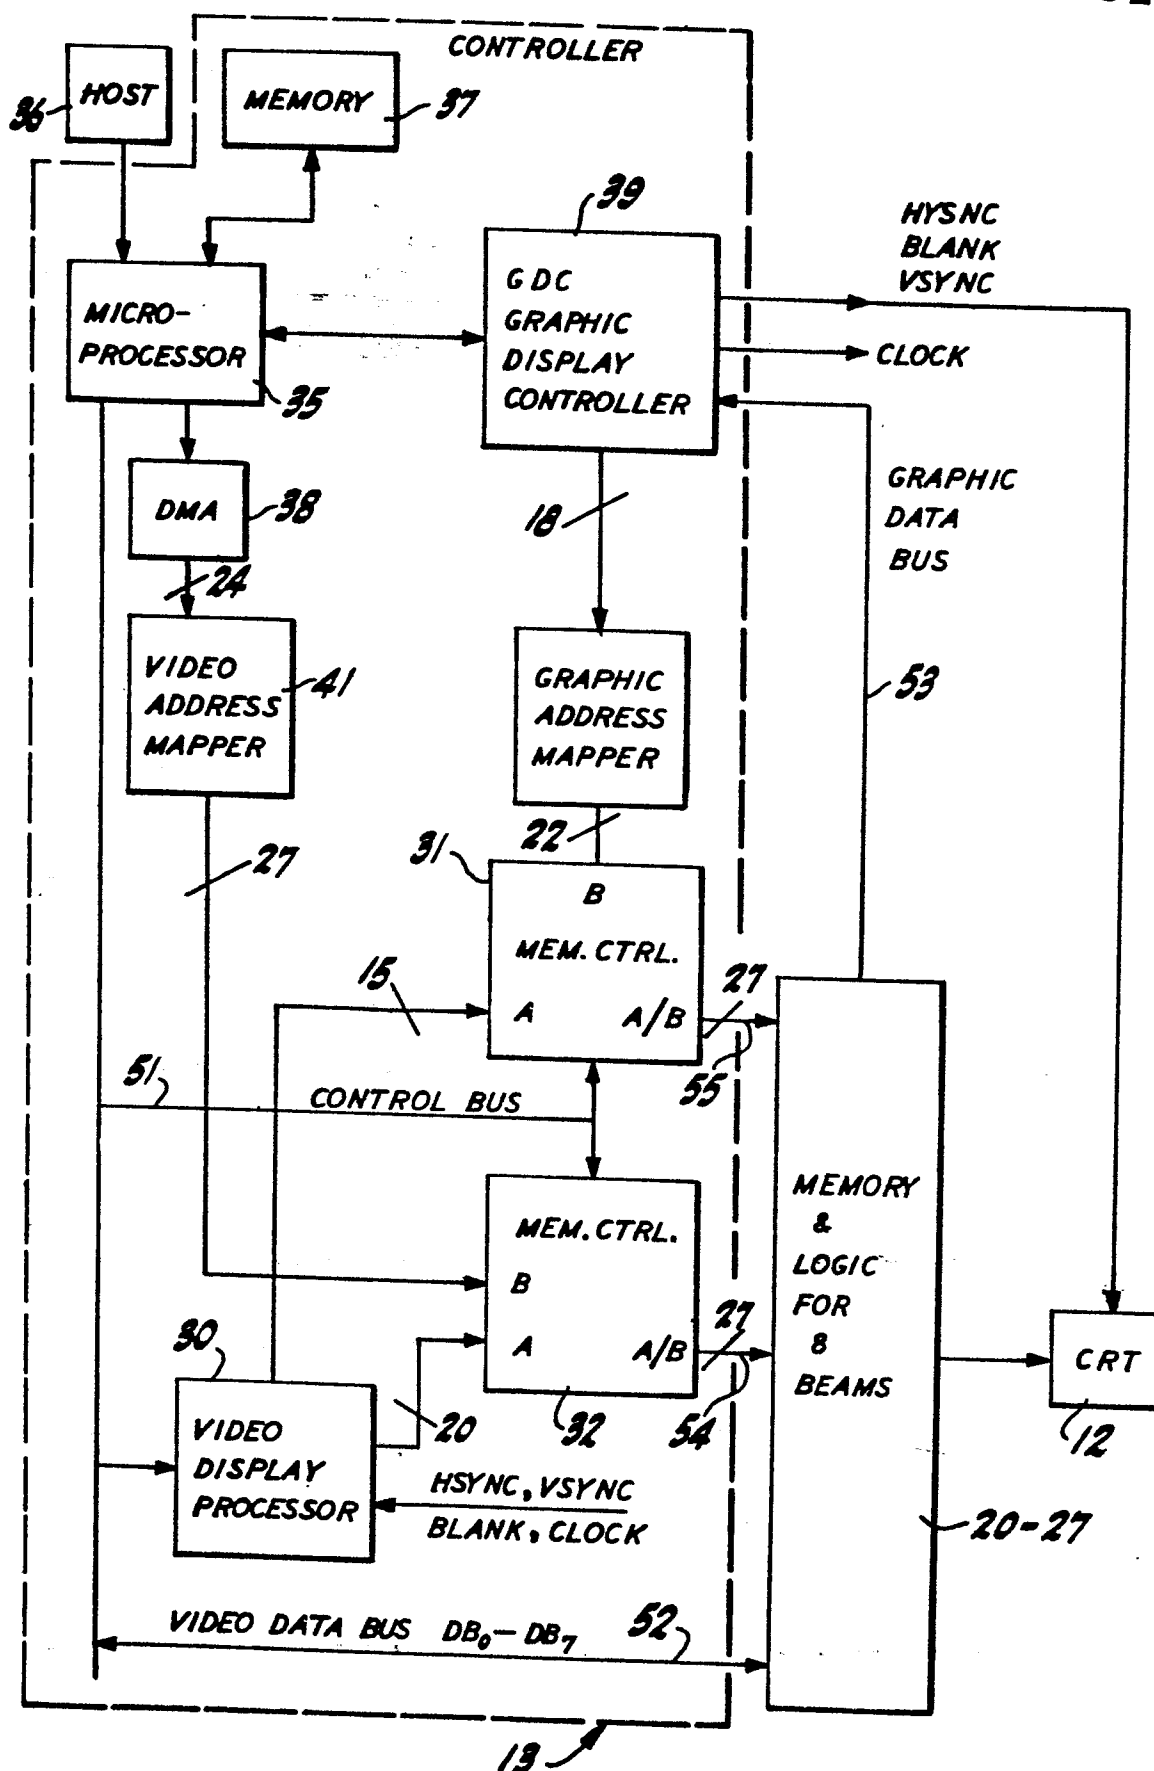 CONTROLLER
HOST
36
MEMORY
37
39
HYSNC
BLANK
VSYNC
GDC
GRAPHIC
DISPLAY
CONTROLLER
MICRO-
PROCESSOR
35
CLOCK
GRAPHIC
DATA
BUS
DMA
38
18
24
VIDEO
ADDRESS
MAPPER
41
GRAPHIC
ADDRESS
MAPPER
53
22
31
27
B
MEM. CTRL.
A
A/B
15
27
55
51
CONTROL BUS
MEM. CTRL.
B
A
A/B
27
54
32
MEMORY
&
LOGIC
FOR
8
BEAMS
CRT
12
30
VIDEO
DISPLAY
PROCESSOR
20
HSYNC, VSYNC
BLANK, CLOCK
20-27
VIDEO DATA BUS DB0-DB7
52
13